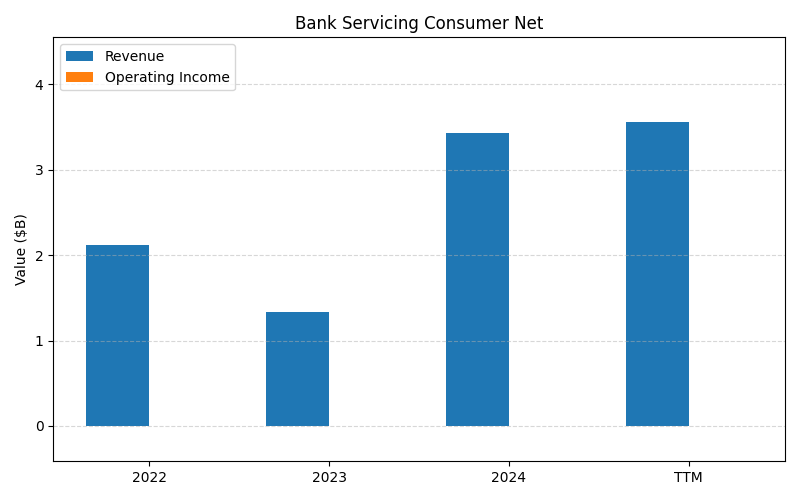 Bank Servicing Consumer Net
Revenue
Operating Income
Value ($B)
4
3
2
1
0
2022 2023 2024 TTM